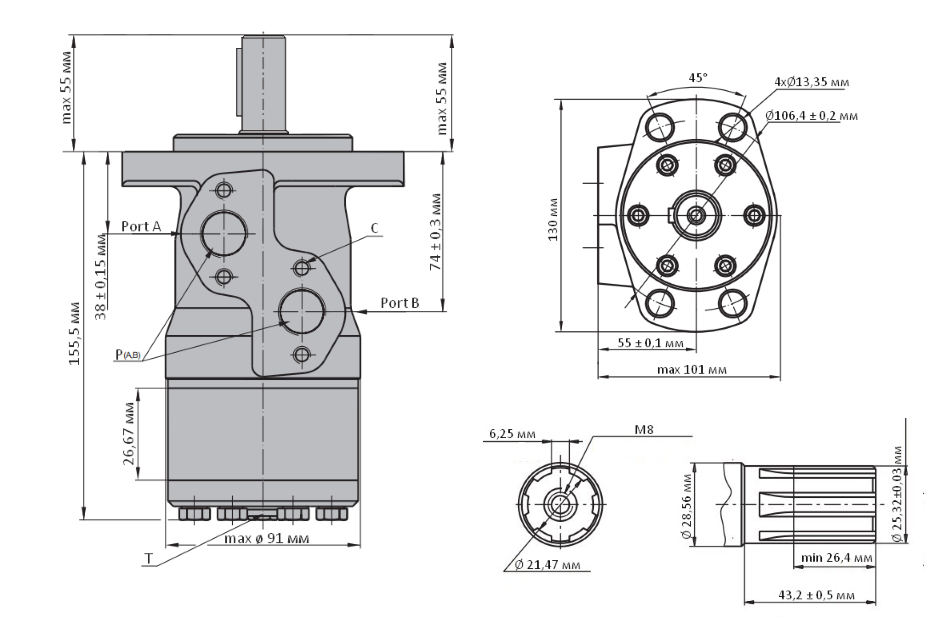 max 55 мм
max 55 мм
Port A
38 ± 0,15 мм
155,5 мм
P(A,B)
26,67 мм
T
max ø 91 мм
C
74 ± 0,3 мм
Port B
45°
4xØ13,35 мм
Ø106,4 ± 0,2 мм
130 мм
55 ± 0,1 мм
max 101 мм
6,25 мм
M8
Ø 21,47 мм
Ø 28,56 мм
Ø 25,32±0,03 мм
min 26,4 мм
43,2 ± 0,5 мм